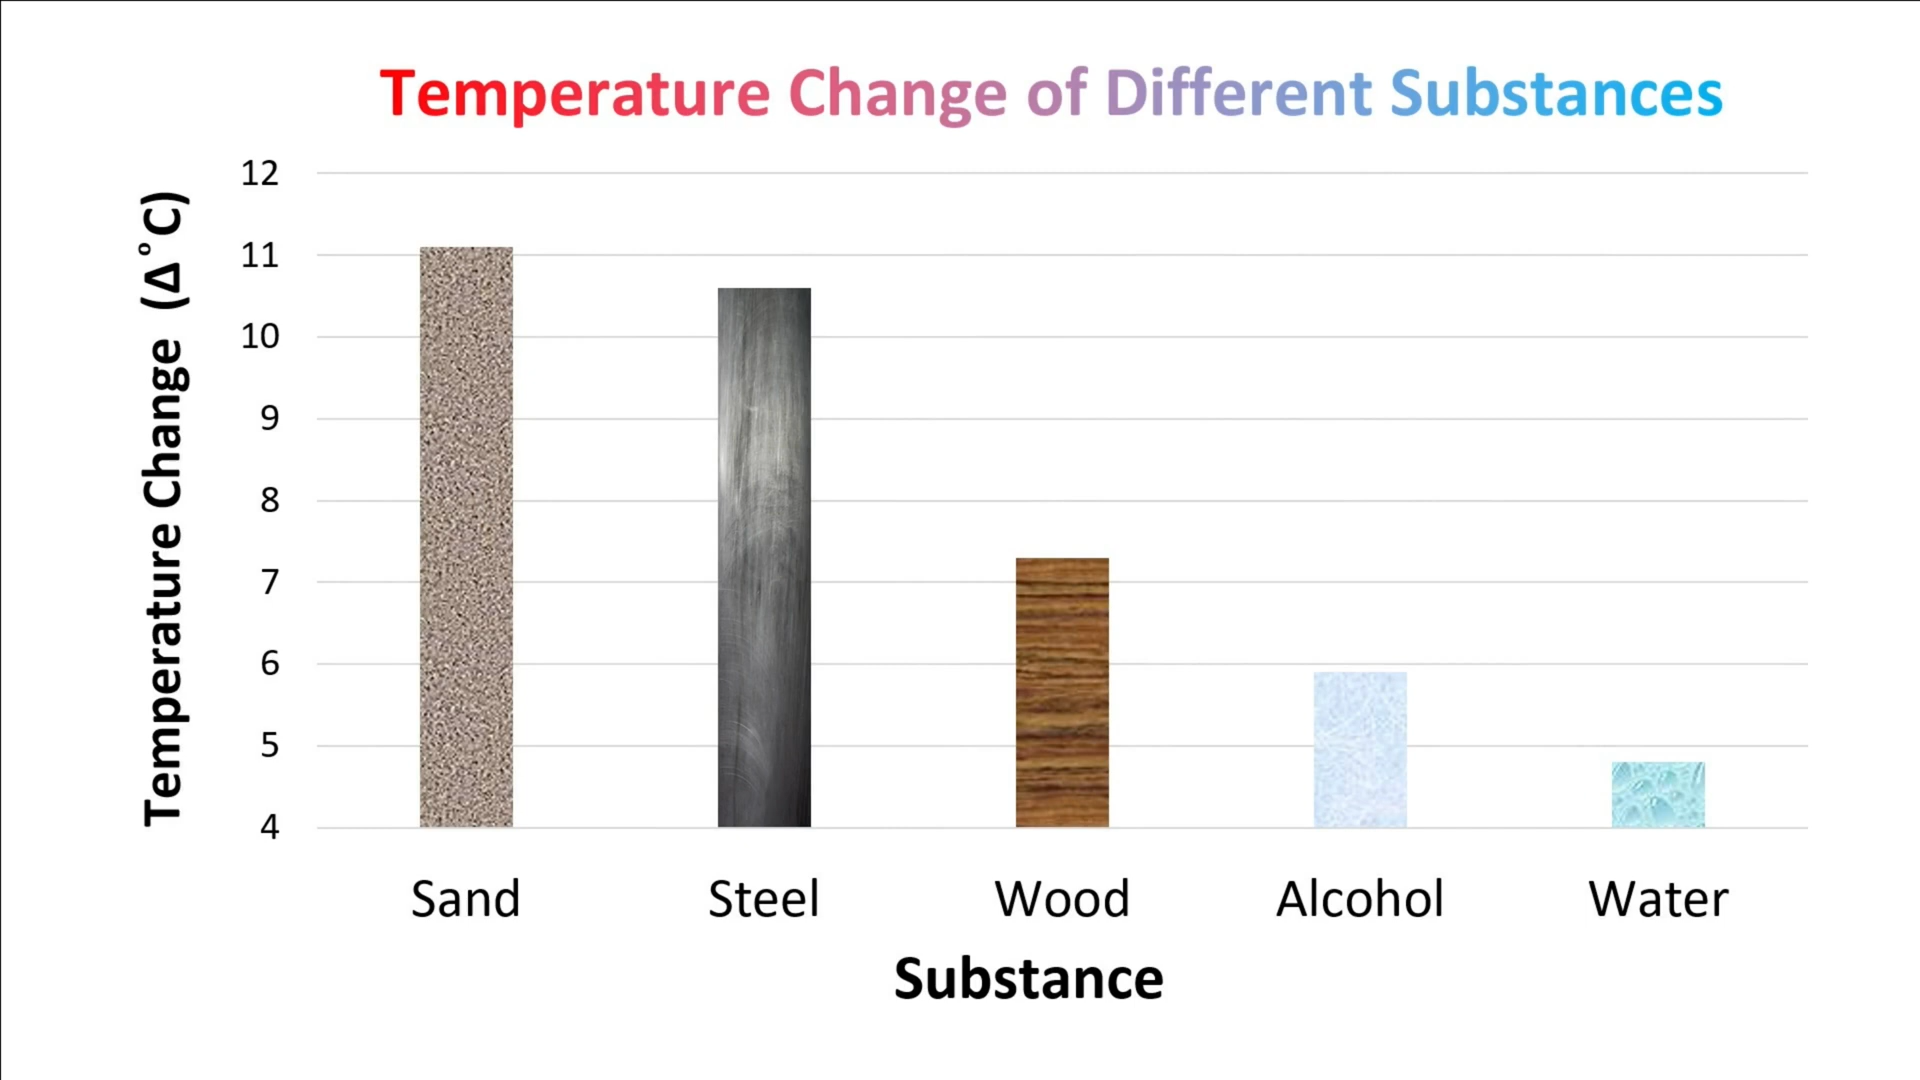 Temperature Change of Different Substances
Temperature Change (Δ°C)
12
11
10
9
8
7
6
5
4
Sand Steel Wood Alcohol Water
Substance